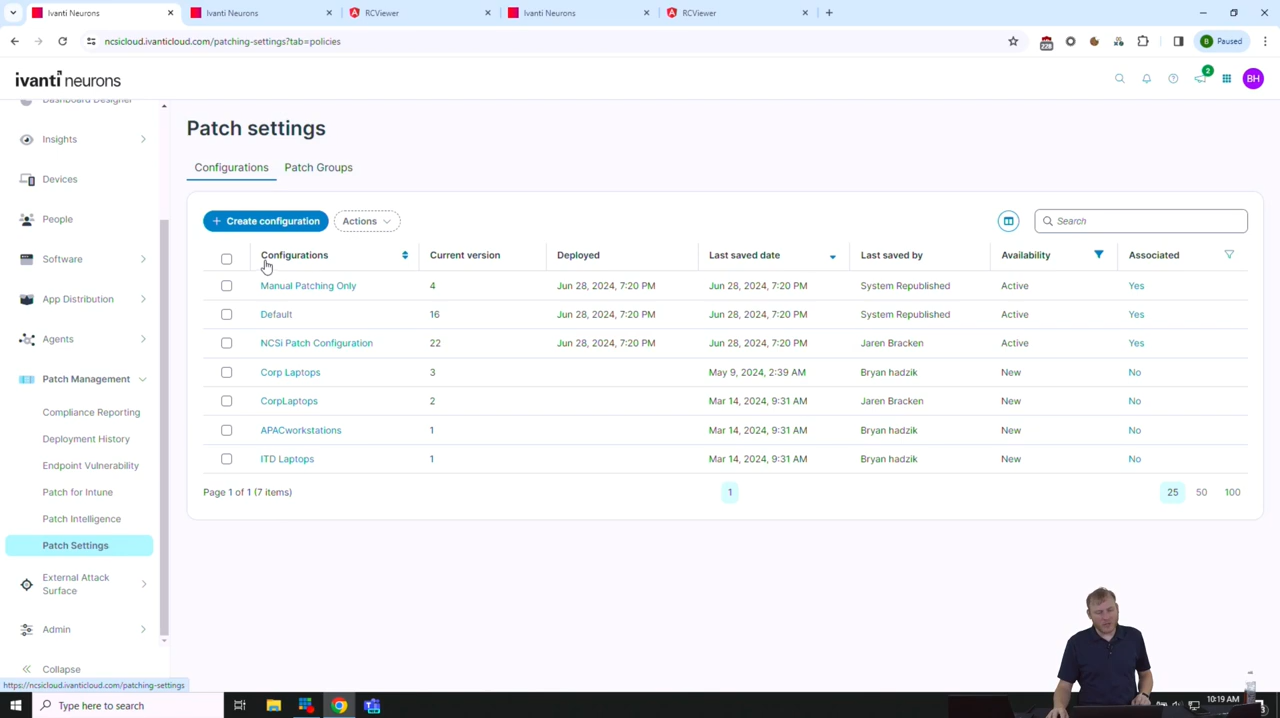 Ivanti Neurons
Ivanti Neurons
RCViewer
Ivanti Neurons
RCViewer
ncsicloud.ivanticloud.com/patching-settings?tab=policies
228
B Paused
ivanti neurons
2
BH
Dashboard Designer
Insights
Devices
People
Software
App Distribution
Agents
Patch Management
Compliance Reporting
Deployment History
Endpoint Vulnerability
Patch for Intune
Patch Intelligence
Patch Settings
External Attack
Surface
Admin
Collapse
Patch settings
Configurations Patch Groups
+ Create configuration Actions Search
Configurations Current version Deployed Last saved date Last saved by Availability Associated
Manual Patching Only 4 Jun 28, 2024, 7:20 PM Jun 28, 2024, 7:20 PM System Republished Active Yes
Default 16 Jun 28, 2024, 7:20 PM Jun 28, 2024, 7:20 PM System Republished Active Yes
NCSi Patch Configuration 22 Jun 28, 2024, 7:20 PM Jun 28, 2024, 7:20 PM Jaren Bracken Active Yes
Corp Laptops 3 May 9, 2024, 2:39 AM Bryan hadzik New No
CorpLaptops 2 Mar 14, 2024, 9:31 AM Jaren Bracken New No
APACworkstations 1 Mar 14, 2024, 9:31 AM Bryan hadzik New No
ITD Laptops 1 Mar 14, 2024, 9:31 AM Bryan hadzik New No
Page 1 of 1 (7 items) 1 25 50 100
https://ncsicloud.ivanticloud.com/patching-settings
Type here to search
10:19 AM